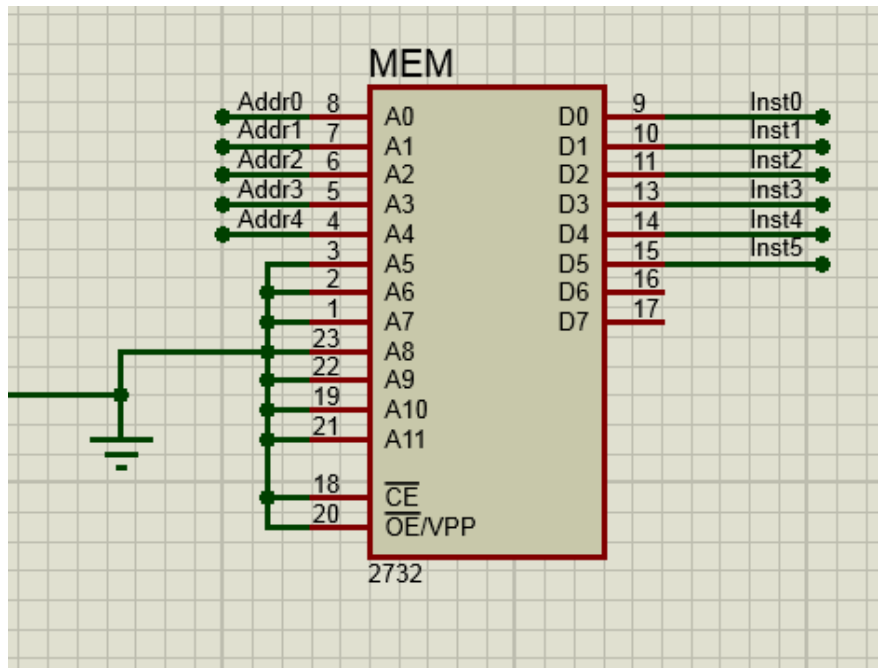 MEM
Addr0 8 A0 D0 9 Inst0
Addr1 7 A1 D1 10 Inst1
Addr2 6 A2 D2 11 Inst2
Addr3 5 A3 D3 13 Inst3
Addr4 4 A4 D4 14 Inst4
3 A5 D5 15 Inst5
2 A6 D6 16
1 A7 D7 17
23 A8
22 A9
19 A10
21 A11
18 C̅E̅
20 O̅E̅/VPP
2732